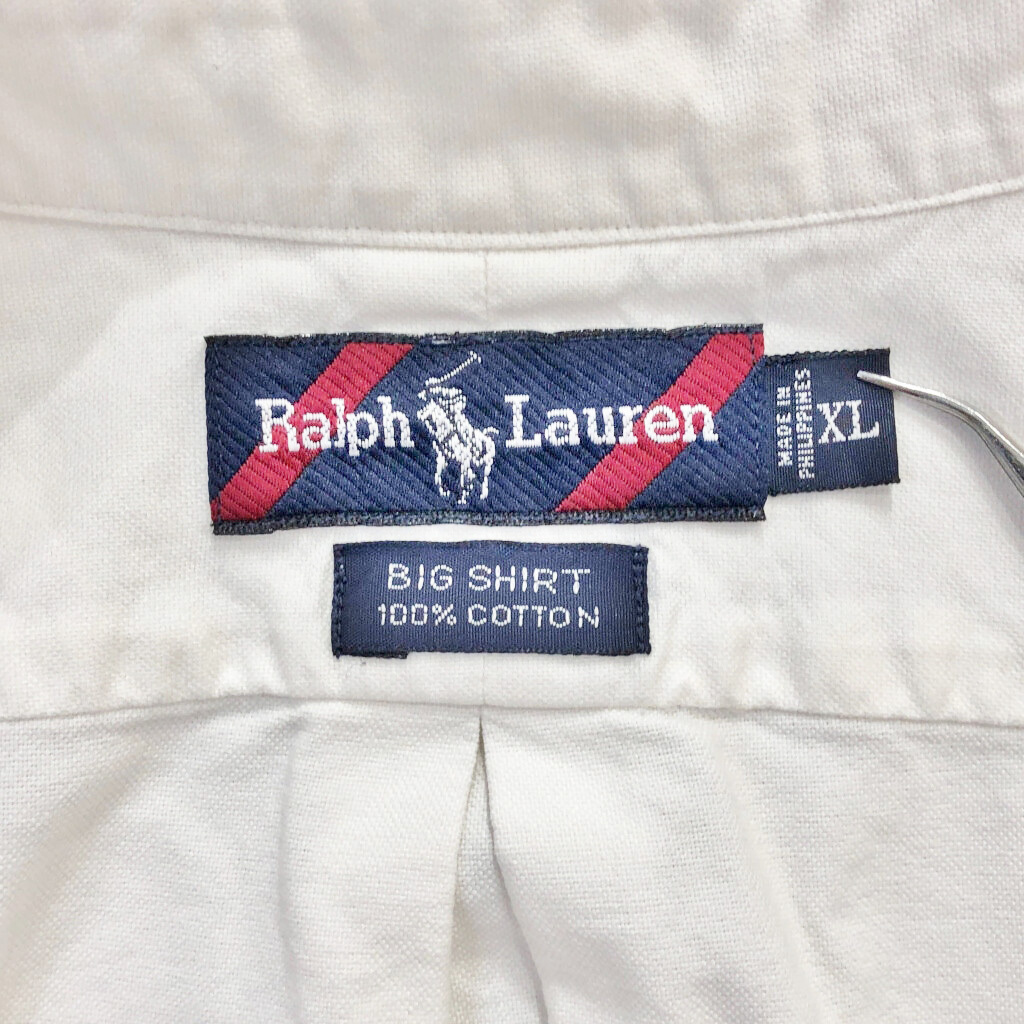 Ralph Lauren
MADE IN
PHILIPPINES
XL
BIG SHIRT
100% COTTON